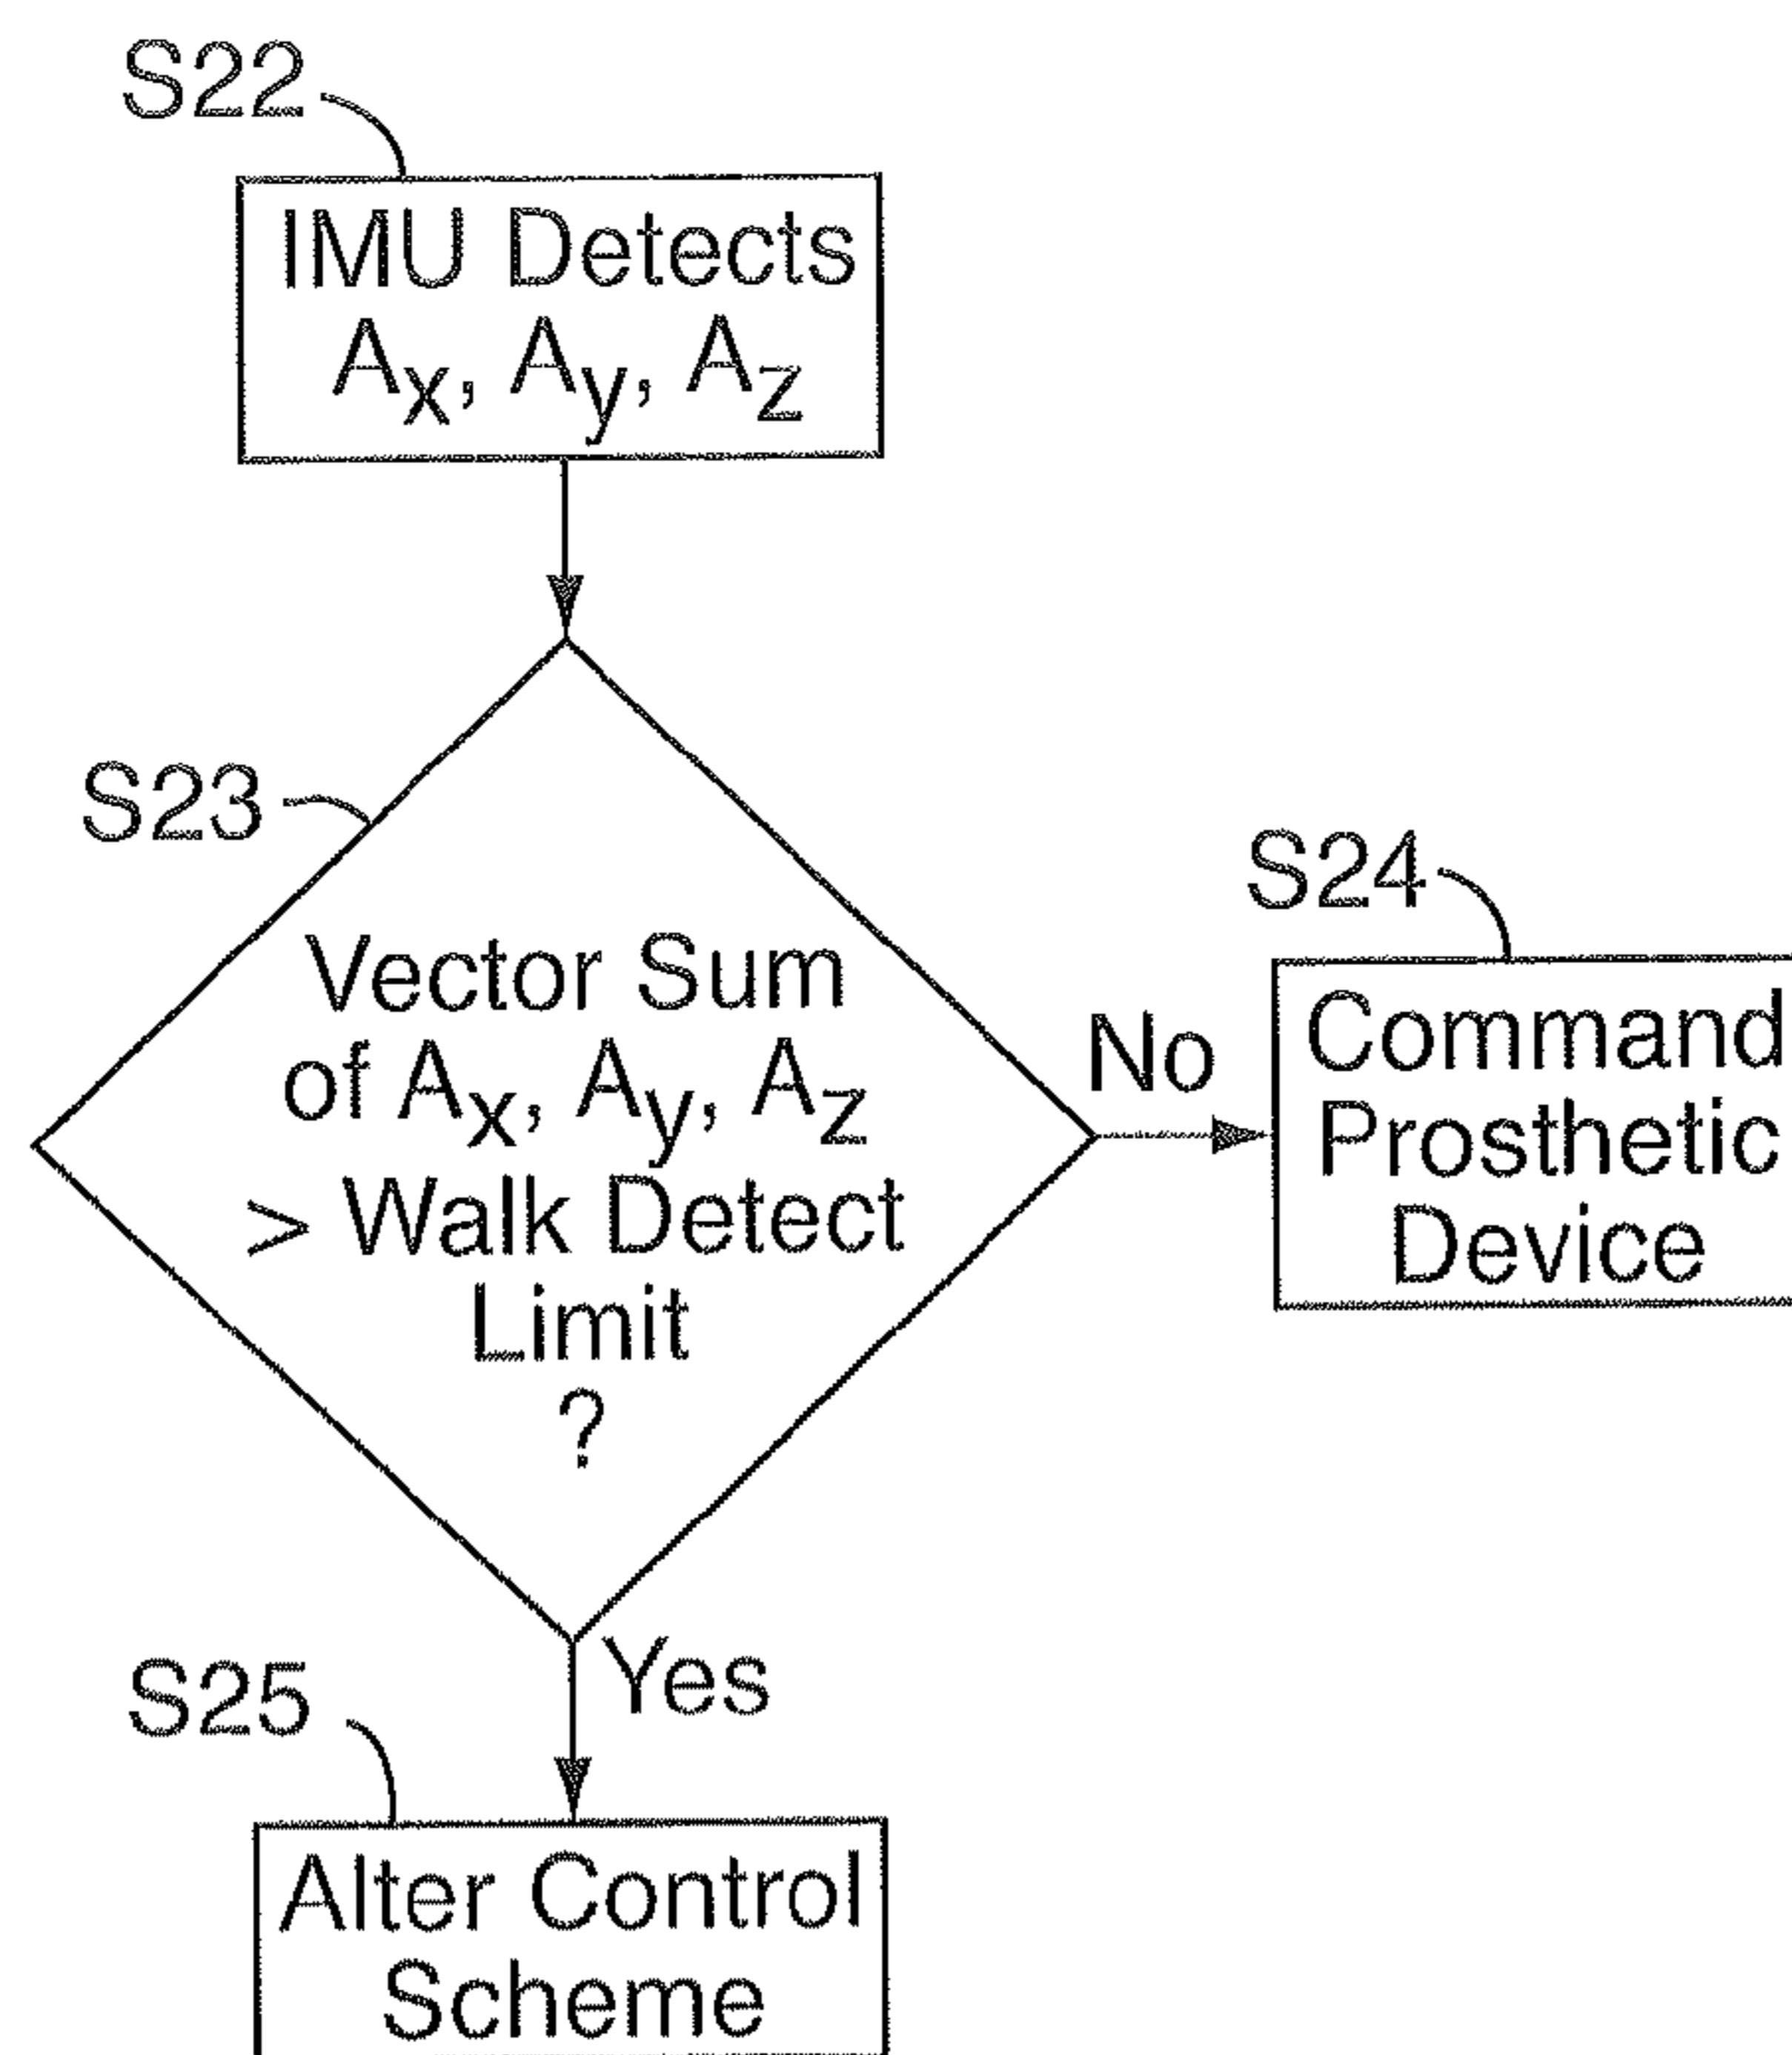 S22
IMU Detects
Ax, Ay, Az
S23
Vector Sum
of Ax, Ay, Az
> Walk Detect
Limit
?
No
S24
Command
Prosthetic
Device
Yes
S25
Alter Control
Scheme